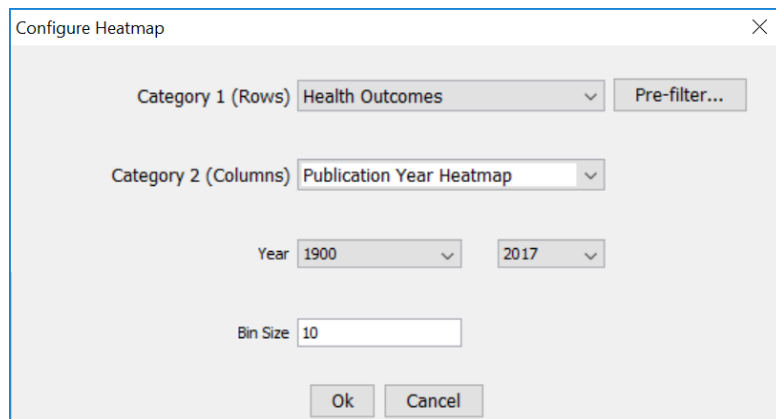 Configure Heatmap
Category 1 (Rows) Health Outcomes Pre-filter...
Category 2 (Columns) Publication Year Heatmap
Year 1900 2017
Bin Size 10
Ok Cancel